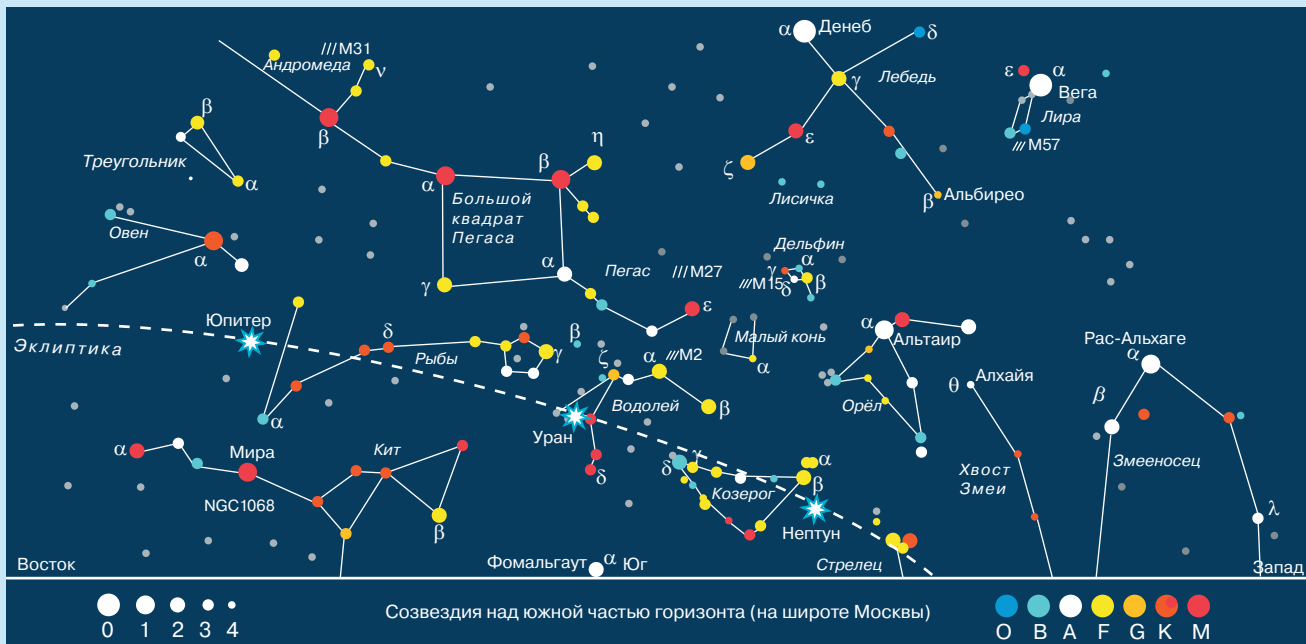 α Денеб
δ
///M31
Андромеда
ν
γ
Лебедь
ε
α
Вега
Лира
///M57
β
β
Треугольник
α
ε
ζ
η
β
α
Большой
квадрат
Пегаса
Лисичка
β
Альбирео
Овен
α
α
Пегас
///M27
Дельфин
α
γ
///M15
δ
β
γ
ε
Юпитер
Эклиптика
δ
Рыбы
γ
β
Малый конь
α
α
Альтаир
Рас-Альхаге
α
ζ
α
///M2
Водолей
β
θ
Алхайя
Орёл
β
α
Уран
α
Мира
Кит
NGC1068
β
δ
δ
γ
Козерог
α
β
Нептун
Хвост
Змеи
Змееносец
λ
Восток
Фомальгаут
α
Юг
Стрелец
Запад
0 1 2 3 4
Созвездия над южной частью горизонта (на широте Москвы)
O B A F G K M